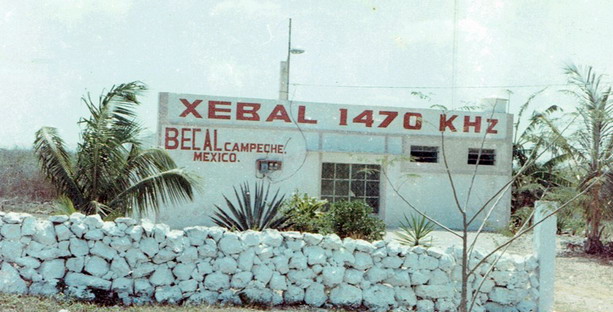 XEBAL 1470 KHZ
BECAL CAMPECHE.
MEXICO.